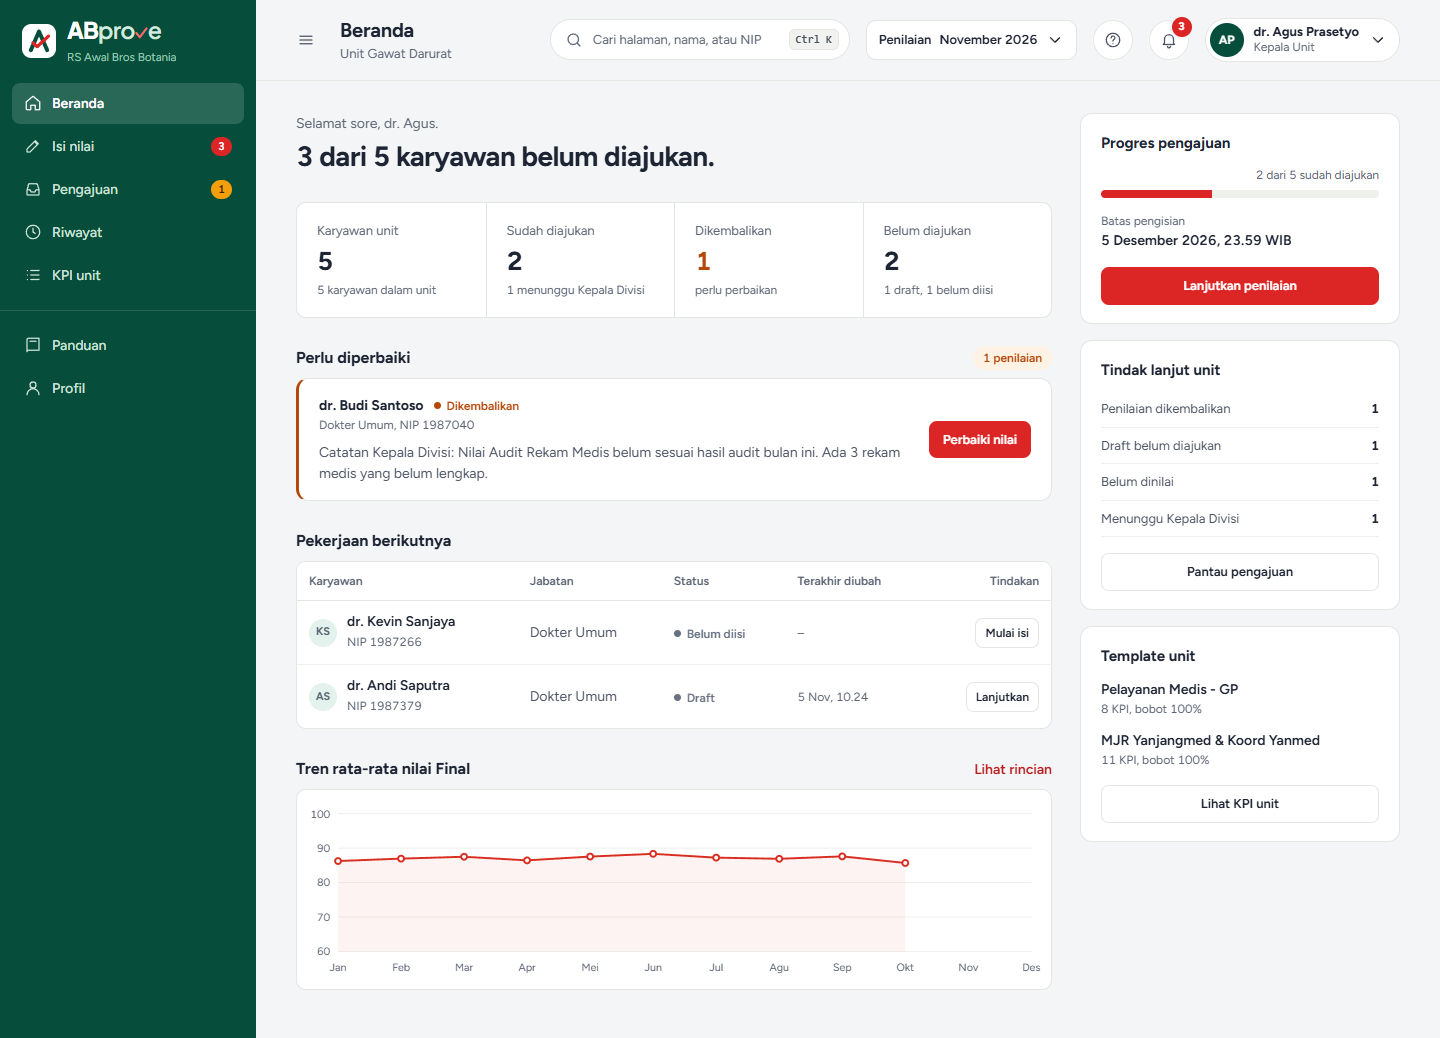 ABprove
RS Awal Bros Botania
Beranda
Isi nilai
3
Pengajuan
1
Riwayat
KPI unit
Panduan
Profil
Beranda
Unit Gawat Darurat
Cari halaman, nama, atau NIP
Ctrl K
Penilaian November 2026
3
AP
dr. Agus Prasetyo
Kepala Unit
Selamat sore, dr. Agus.
3 dari 5 karyawan belum diajukan.
Karyawan unit
5
5 karyawan dalam unit
Sudah diajukan
2
1 menunggu Kepala Divisi
Dikembalikan
1
perlu perbaikan
Belum diajukan
2
1 draft, 1 belum diisi
Perlu diperbaiki
1 penilaian
dr. Budi Santoso
Dikembalikan
Dokter Umum, NIP 1987040
Catatan Kepala Divisi: Nilai Audit Rekam Medis belum sesuai hasil audit bulan ini. Ada 3 rekam
medis yang belum lengkap.
Perbaiki nilai
Pekerjaan berikutnya
Karyawan Jabatan Status Terakhir diubah Tindakan
KS
dr. Kevin Sanjaya
NIP 1987266
Dokter Umum
Belum diisi
–
Mulai isi
AS
dr. Andi Saputra
NIP 1987379
Dokter Umum
Draft
5 Nov, 10.24
Lanjutkan
Tren rata-rata nilai Final
Lihat rincian
100
90
80
70
60
Jan Feb Mar Apr Mei Jun Jul Agu Sep Okt Nov Des
Progres pengajuan
2 dari 5 sudah diajukan
Batas pengisian
5 Desember 2026, 23.59 WIB
Lanjutkan penilaian
Tindak lanjut unit
Penilaian dikembalikan 1
Draft belum diajukan 1
Belum dinilai 1
Menunggu Kepala Divisi 1
Pantau pengajuan
Template unit
Pelayanan Medis - GP
8 KPI, bobot 100%
MJR Yanjangmed & Koord Yanmed
11 KPI, bobot 100%
Lihat KPI unit